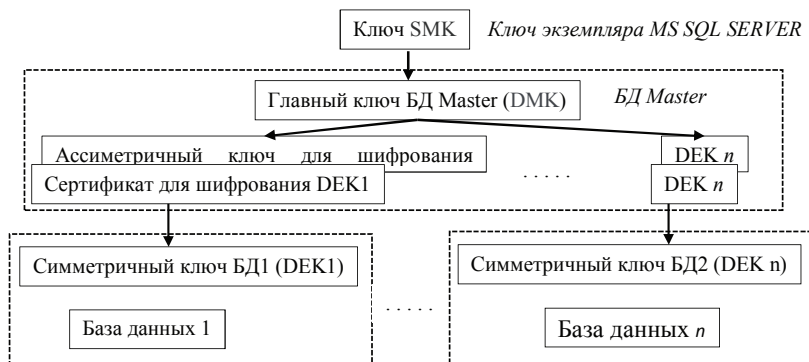 Ключ SMK
Ключ экземпляра MS SQL SERVER
Главный ключ БД Master (DMK)
БД Master
Ассиметричный ключ для шифрования
DEK n
Сертификат для шифрования DEK1
. . . . .
DEK n
Симметричный ключ БД1 (DEK1)
Симметричный ключ БД2 (DEK n)
База данных 1
. . . . .
База данных n